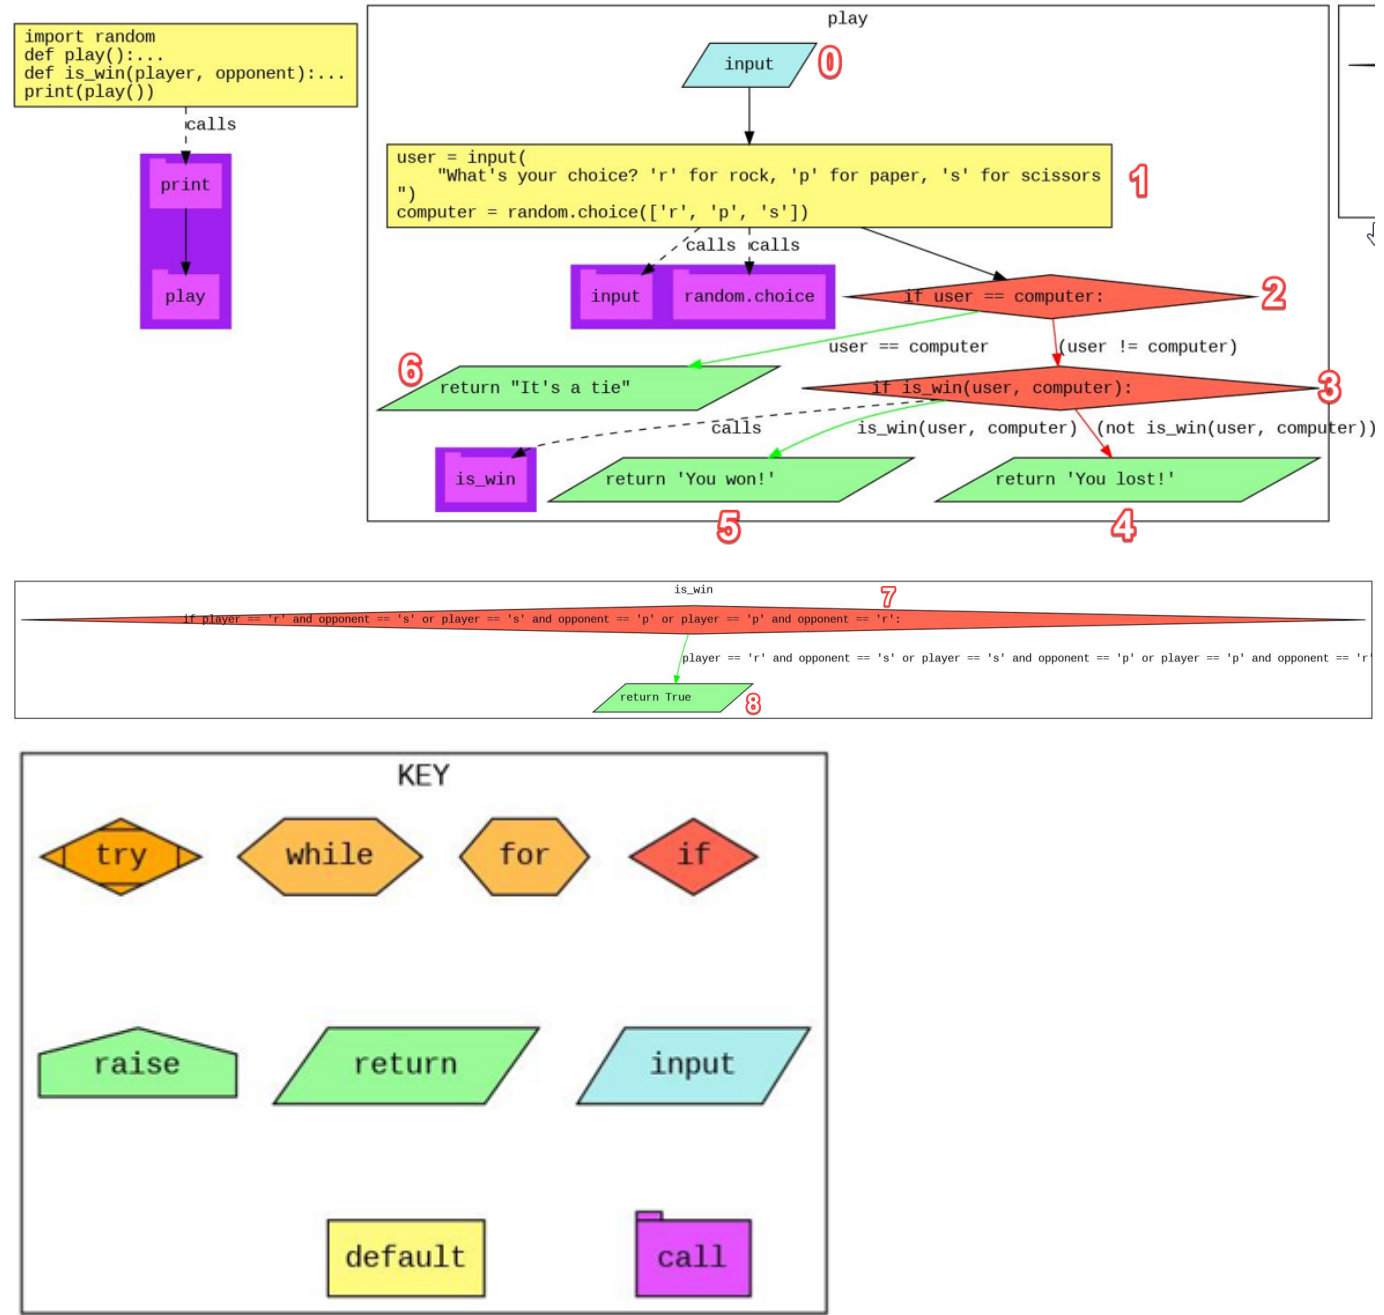 import random
def play():...
def is_win(player, opponent):...
print(play())
calls
print
play
play
input
0
user = input(
"What's your choice? 'r' for rock, 'p' for paper, 's' for scissors
")
computer = random.choice(['r', 'p', 's'])
1
calls
calls
input
random.choice
if user == computer:
2
user == computer
(user != computer)
6
return "It's a tie"
if is_win(user, computer):
3
calls
is_win(user, computer)
(not is_win(user, computer))
is_win
return 'You won!'
return 'You lost!'
5
4
is_win
7
if player == 'r' and opponent == 's' or player == 's' and opponent == 'p' or player == 'p' and opponent == 'r':
player == 'r' and opponent == 's' or player == 's' and opponent == 'p' or player == 'p' and opponent == 'r'
return True
8
KEY
try
while
for
if
raise
return
input
default
call